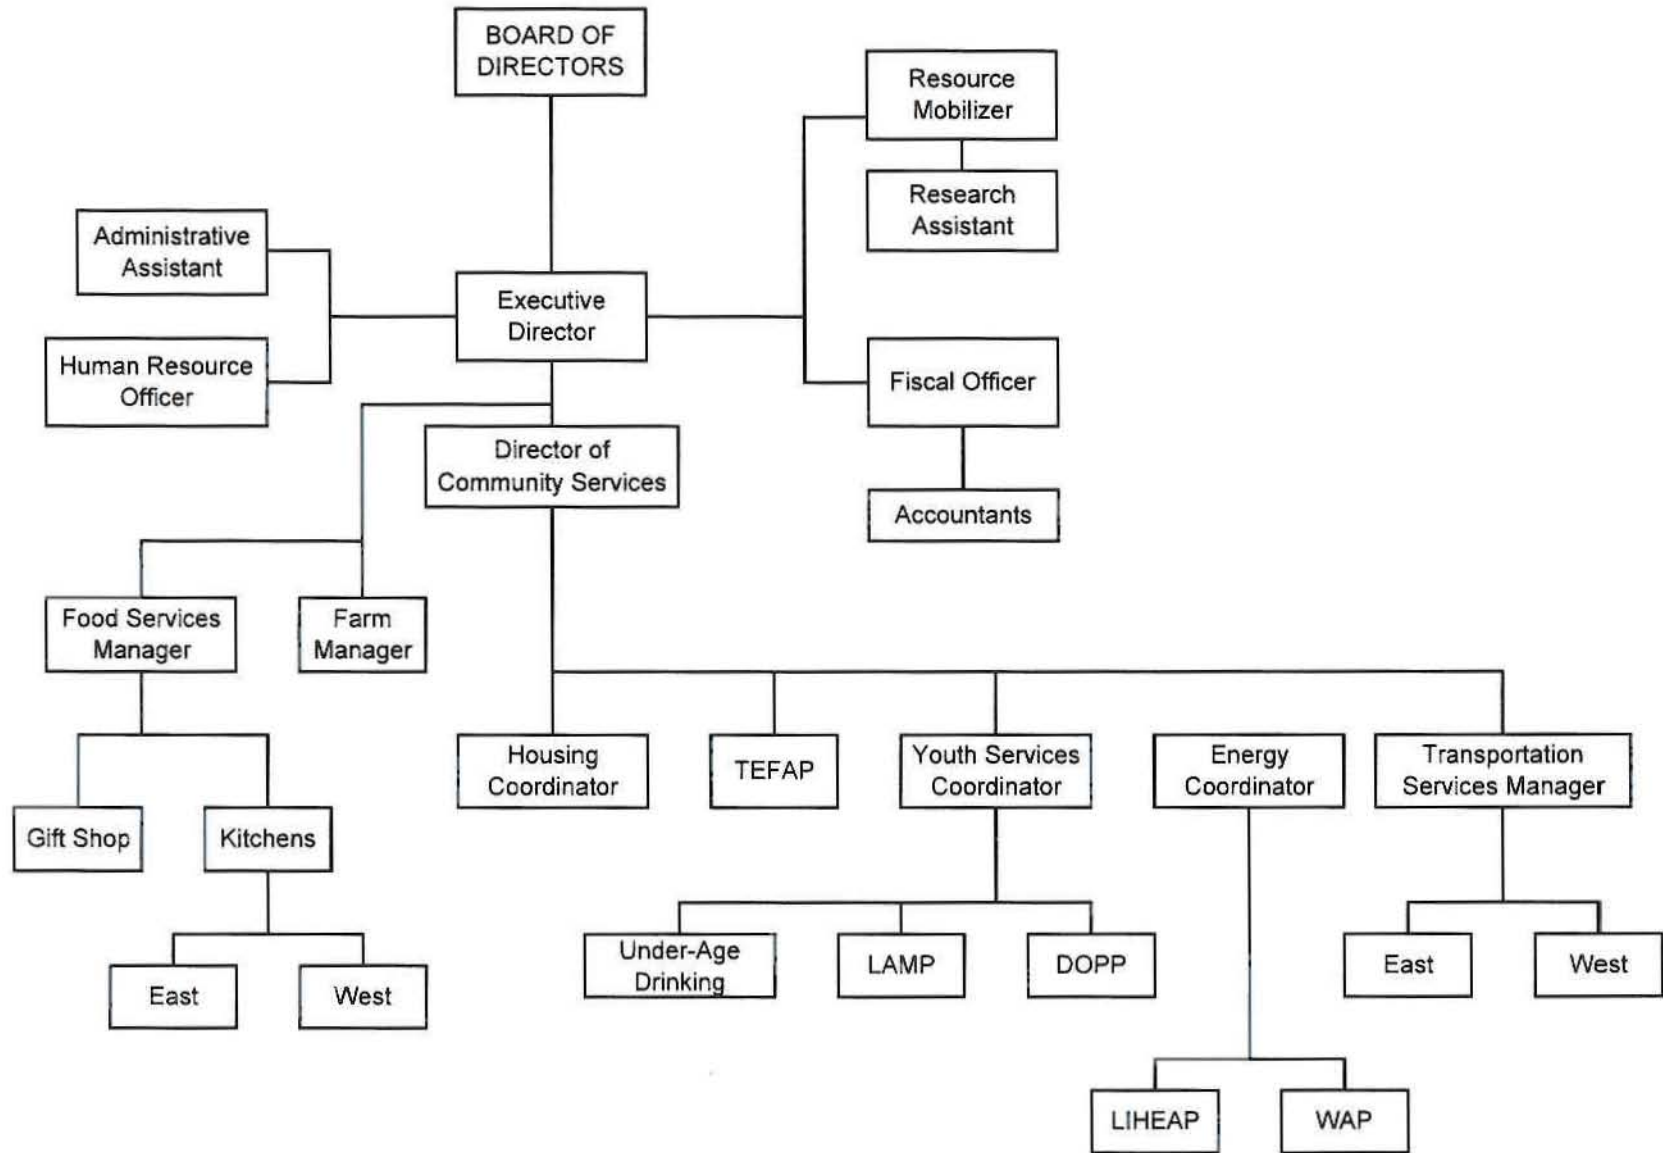 BOARD OF
DIRECTORS
Resource
Mobilizer
Research
Assistant
Administrative
Assistant
Executive
Director
Human Resource
Officer
Fiscal Officer
Director of
Community Services
Accountants
Food Services
Manager
Farm
Manager
Housing
Coordinator
TEFAP
Youth Services
Coordinator
Energy
Coordinator
Transportation
Services Manager
Gift Shop
Kitchens
Under-Age
Drinking
LAMP
DOPP
East
West
East
West
LIHEAP
WAP